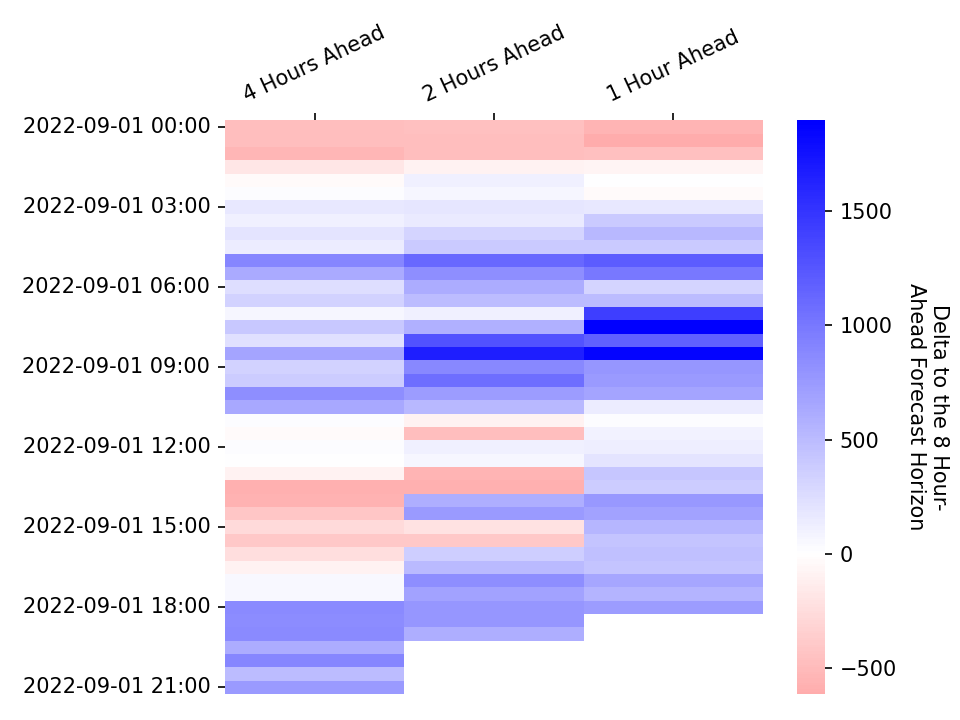 4 Hours Ahead
2 Hours Ahead
1 Hour Ahead
2022-09-01 00:00
2022-09-01 03:00
2022-09-01 06:00
2022-09-01 09:00
2022-09-01 12:00
2022-09-01 15:00
2022-09-01 18:00
2022-09-01 21:00
1500
1000
500
0
−500
Delta to the 8 Hour-
Ahead Forecast Horizon